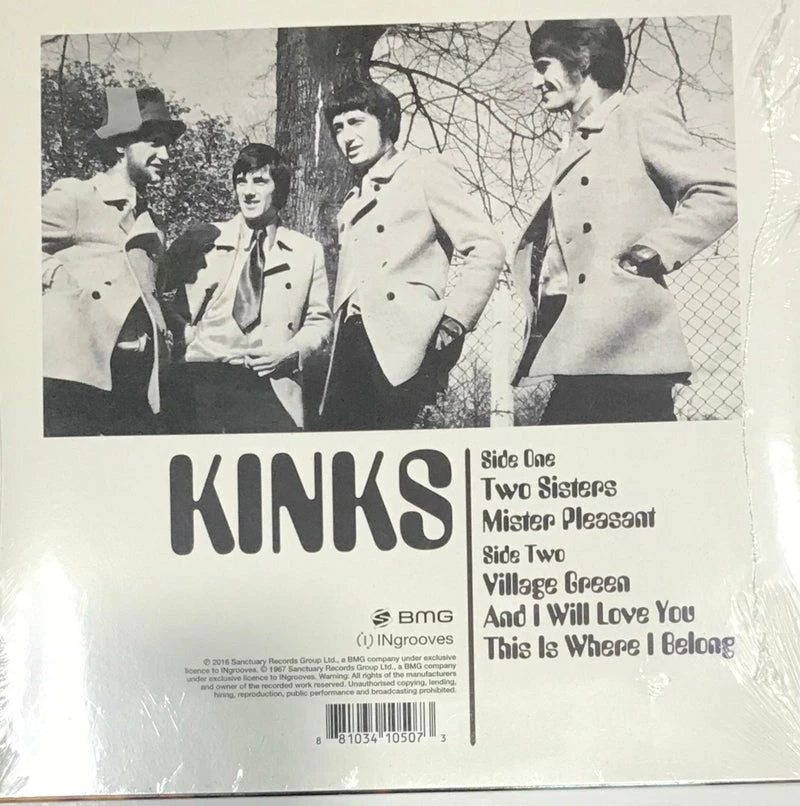 KINKS
Side One
Two Sisters
Mister Pleasant
Side Two
Village Green
And I Will Love You
This Is Where I Belong
BMG
INgrooves
℗ 2016 Sanctuary Records Group Ltd., a BMG company under exclusive
licence to INgrooves. © 1967 Sanctuary Records Group Ltd., a BMG company
under exclusive licence to INgrooves. Warning: All rights of the manufacturers
and owner of the recorded work reserved. Unauthorised copying, lending,
hiring, reproduction, public performance and broadcasting prohibited.
8 81034 10507 3